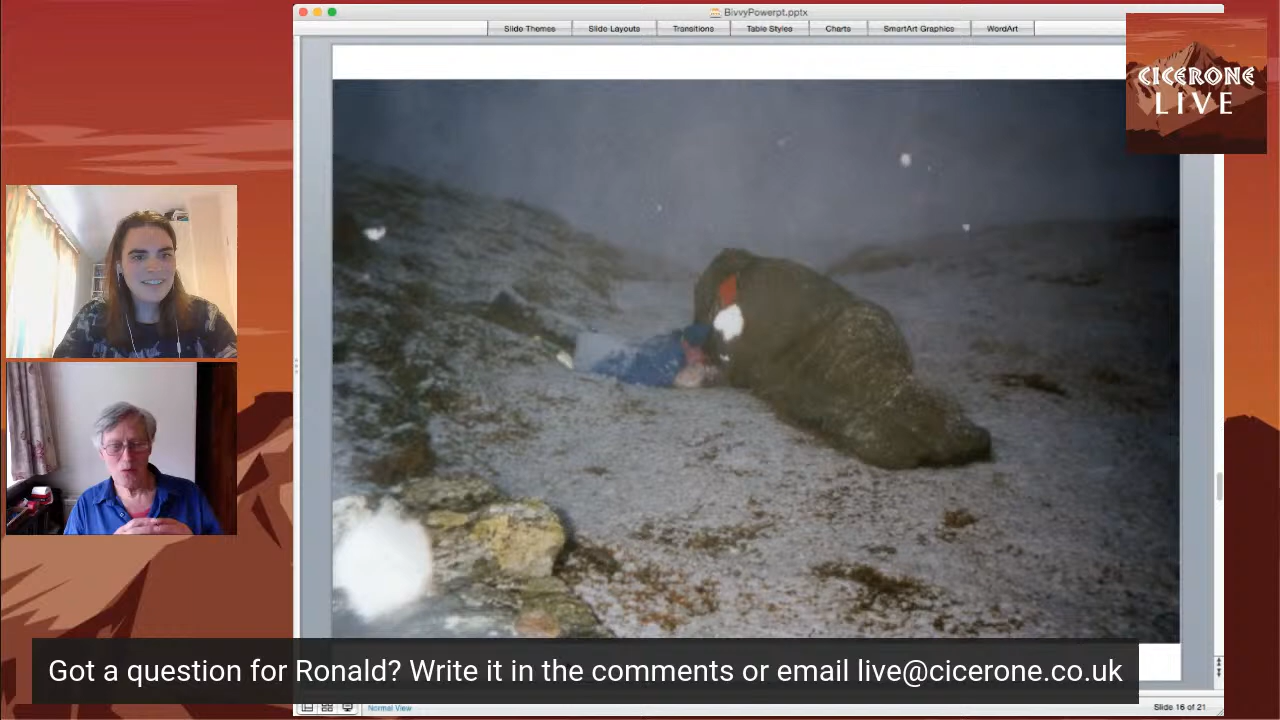 BivvyPowerpt.pptx
Slide Themes
Slide Layouts
Transitions
Table Styles
Charts
SmartArt Graphics
WordArt
CICERONE
LIVE
Got a question for Ronald? Write it in the comments or email live@cicerone.co.uk
Normal View
Slide 16 of 21